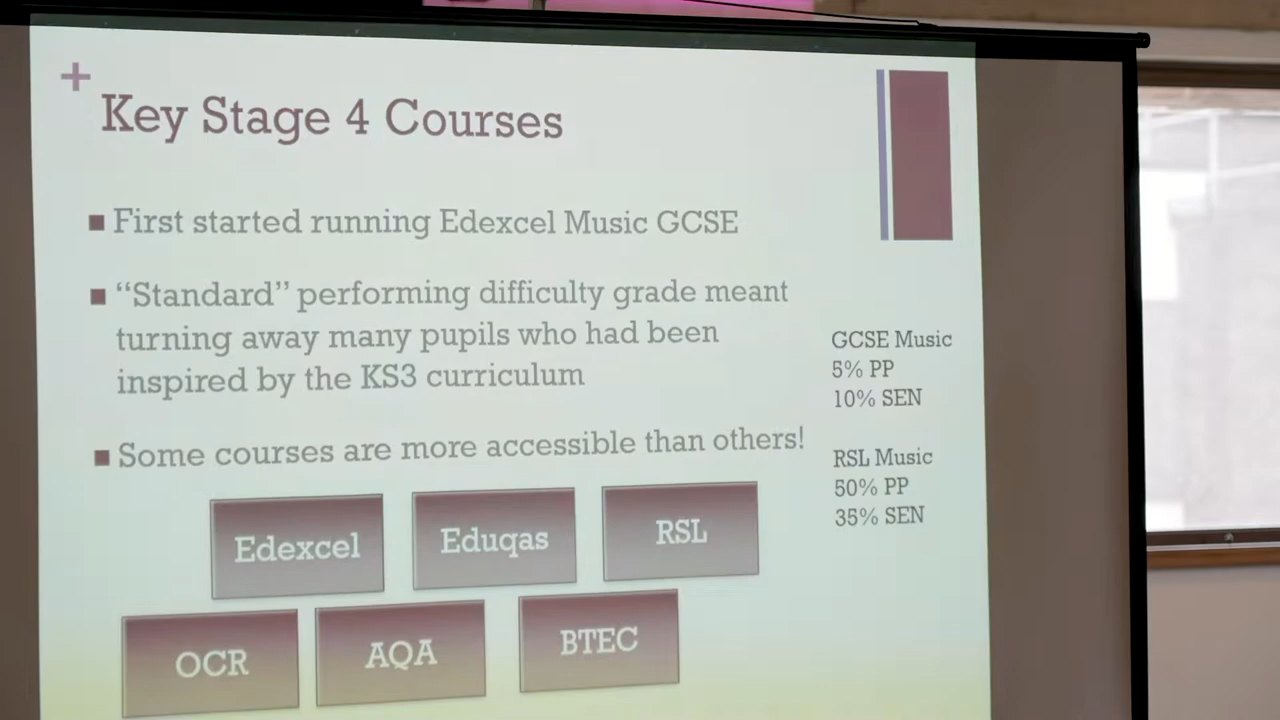 +
Key Stage 4 Courses
First started running Edexcel Music GCSE
“Standard” performing difficulty grade meant
turning away many pupils who had been
inspired by the KS3 curriculum
Some courses are more accessible than others!
GCSE Music
5% PP
10% SEN
RSL Music
50% PP
35% SEN
Edexcel
Eduqas
RSL
OCR
AQA
BTEC